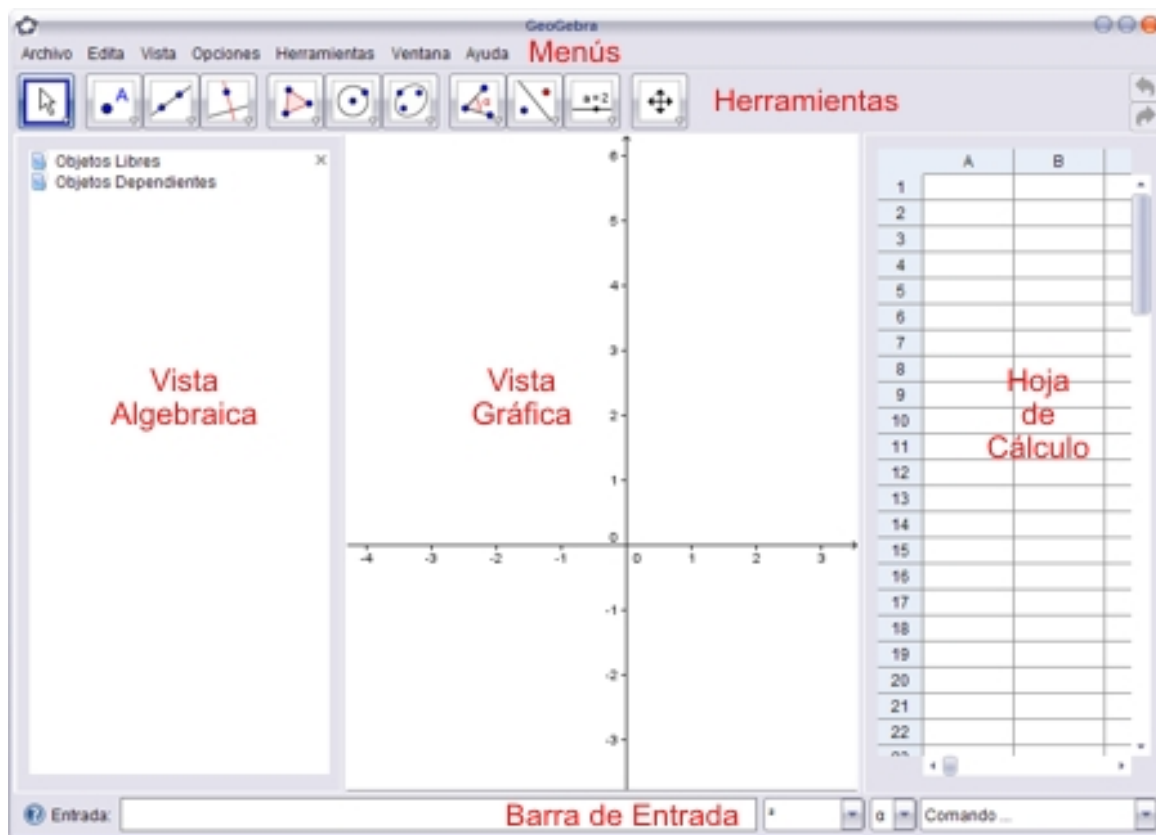 GeoGebra
Archivo Edita Vista Opciones Herramientas Ventana Ayuda Menús
A
α
a=2
Herramientas
Objetos Libres
Objetos Dependientes
Vista
Algebraica
6
5
4
3
2
1
0
-4 -3 -2 -1 0 1 2 3
-1
-2
-3
Vista
Gráfica
A B
1
2
3
4
5
6
7
8
9
10
11
12
13
14
15
16
17
18
19
20
21
22
Hoja
de
Cálculo
Entrada: Barra de Entrada ² α Comando ...